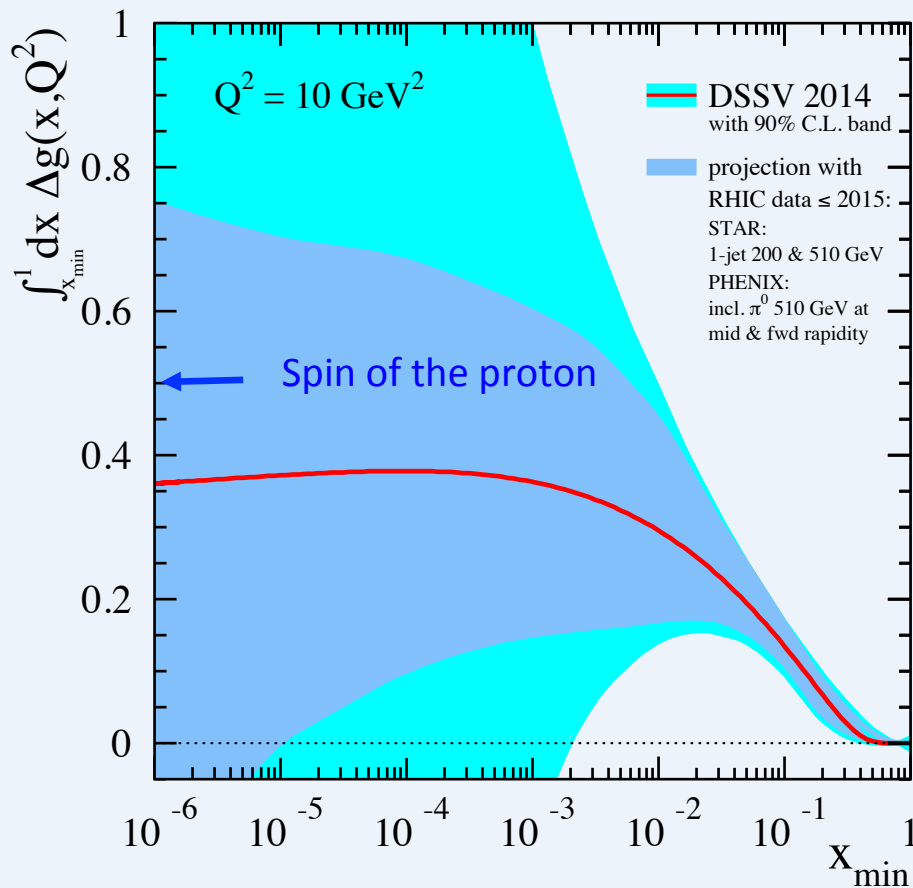 ∫_{x_min}^{1} dx Δg(x,Q²)
1
0.8
0.6
0.4
0.2
0
Q² = 10 GeV²
DSSV 2014
with 90% C.L. band
projection with
RHIC data ≤ 2015:
STAR:
1-jet 200 & 510 GeV
PHENIX:
incl. π⁰ 510 GeV at
mid & fwd rapidity
Spin of the proton
10⁻⁶ 10⁻⁵ 10⁻⁴ 10⁻³ 10⁻² 10⁻¹ 1
x_min